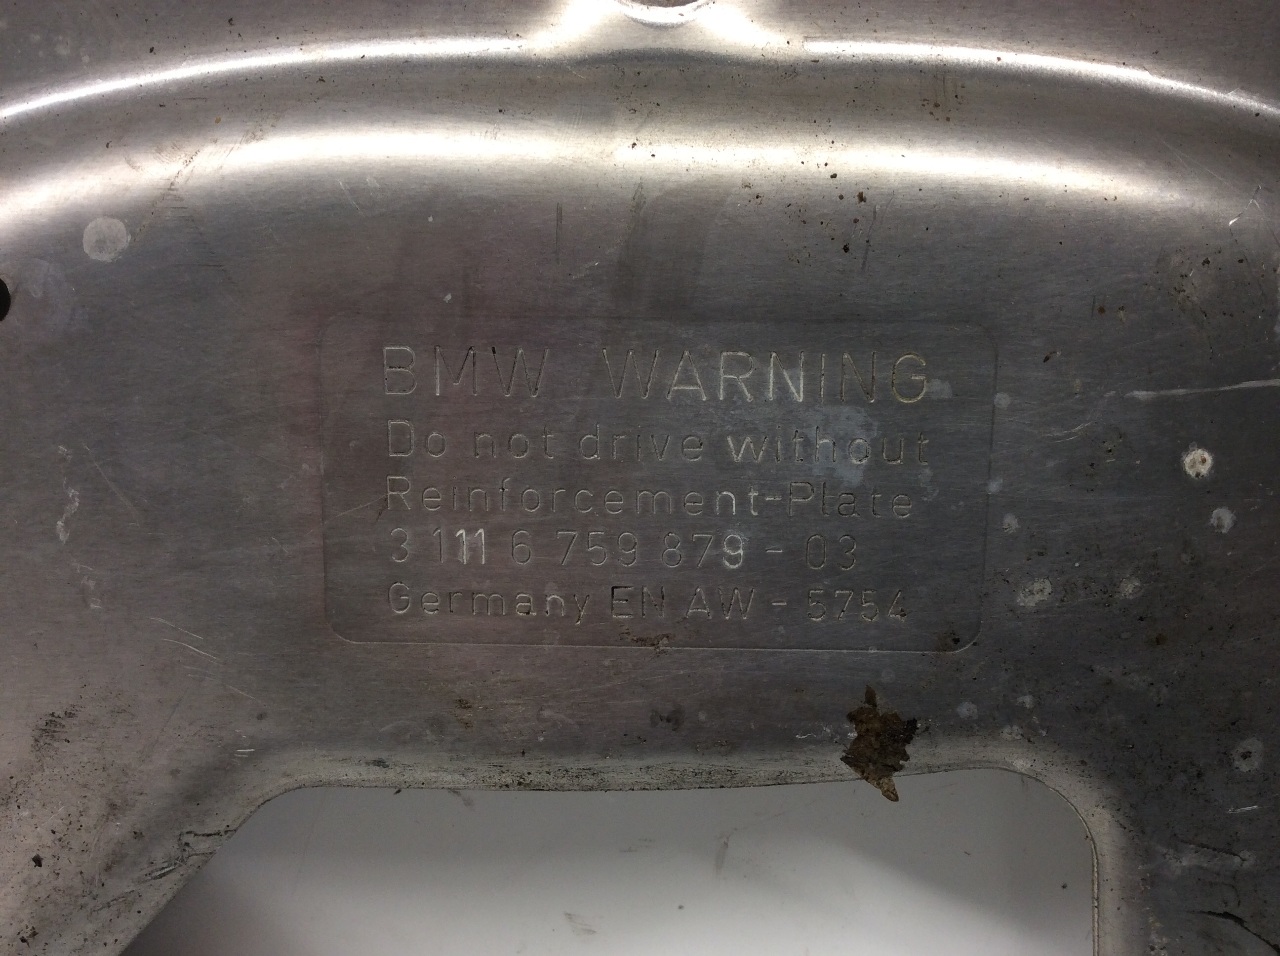 BMW WARNING
Do not drive without
Reinforcement-Plate
3 111 6 759 879 - 03
Germany EN AW - 5754